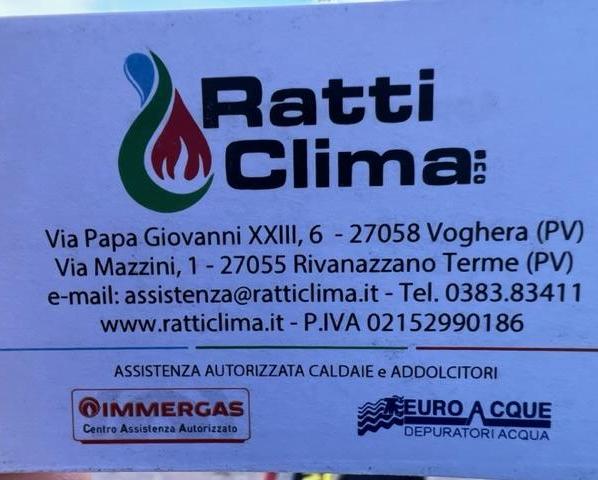 Ratti
Clima snc
Via Papa Giovanni XXIII, 6 - 27058 Voghera (PV)
Via Mazzini, 1 - 27055 Rivanazzano Terme (PV)
e-mail: assistenza@ratticlima.it - Tel. 0383.83411
www.ratticlima.it - P.IVA 02152990186
ASSISTENZA AUTORIZZATA CALDAIE e ADDOLCITORI
IMMERGAS
Centro Assistenza Autorizzato
EURO ACQUE
DEPURATORI ACQUA